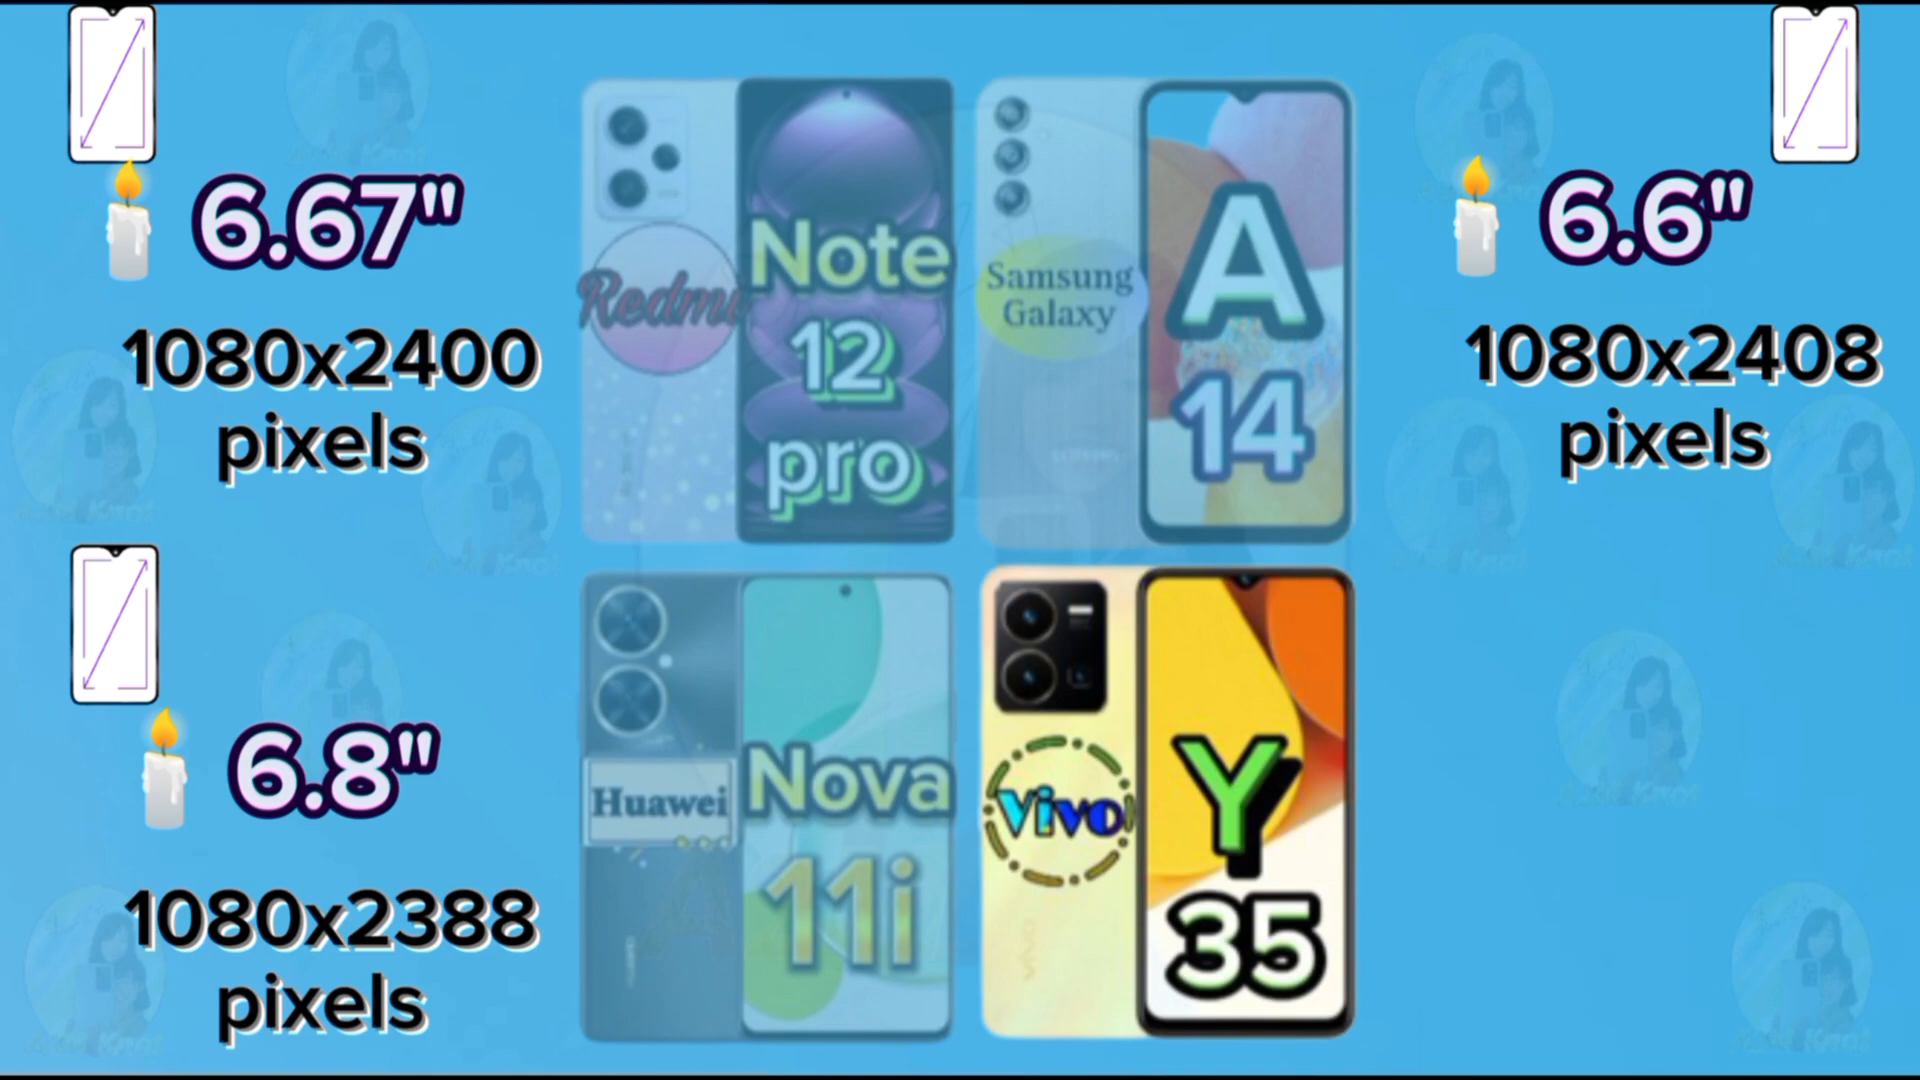 6.67"
1080x2400
pixels
Redmi
Note
12
pro
Samsung
Galaxy
A
14
6.6"
1080x2408
pixels
6.8"
1080x2388
pixels
Huawei
Nova
11i
Vivo
vivo
Y
35